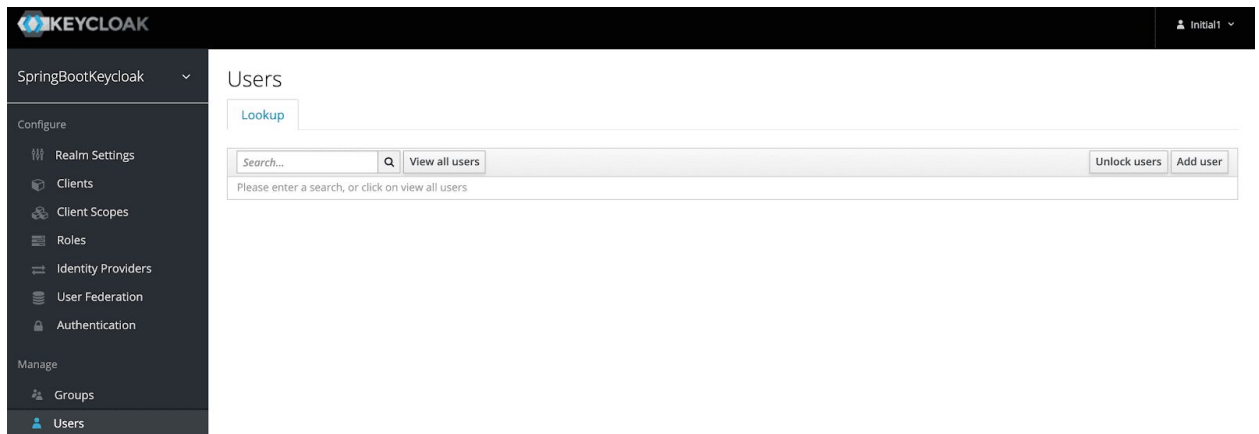 KEYCLOAK
Initial1
SpringBootKeycloak
Configure
Realm Settings
Clients
Client Scopes
Roles
Identity Providers
User Federation
Authentication
Manage
Groups
Users
Users
Lookup
Search... View all users Unlock users Add user
Please enter a search, or click on view all users